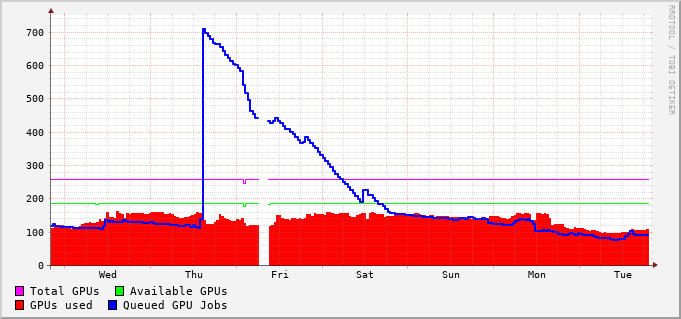 700
600
500
400
300
200
100
0
Wed Thu Fri Sat Sun Mon Tue
Total GPUs Available GPUs
GPUs used Queued GPU Jobs
RRDTOOL / TOBI OETIKER